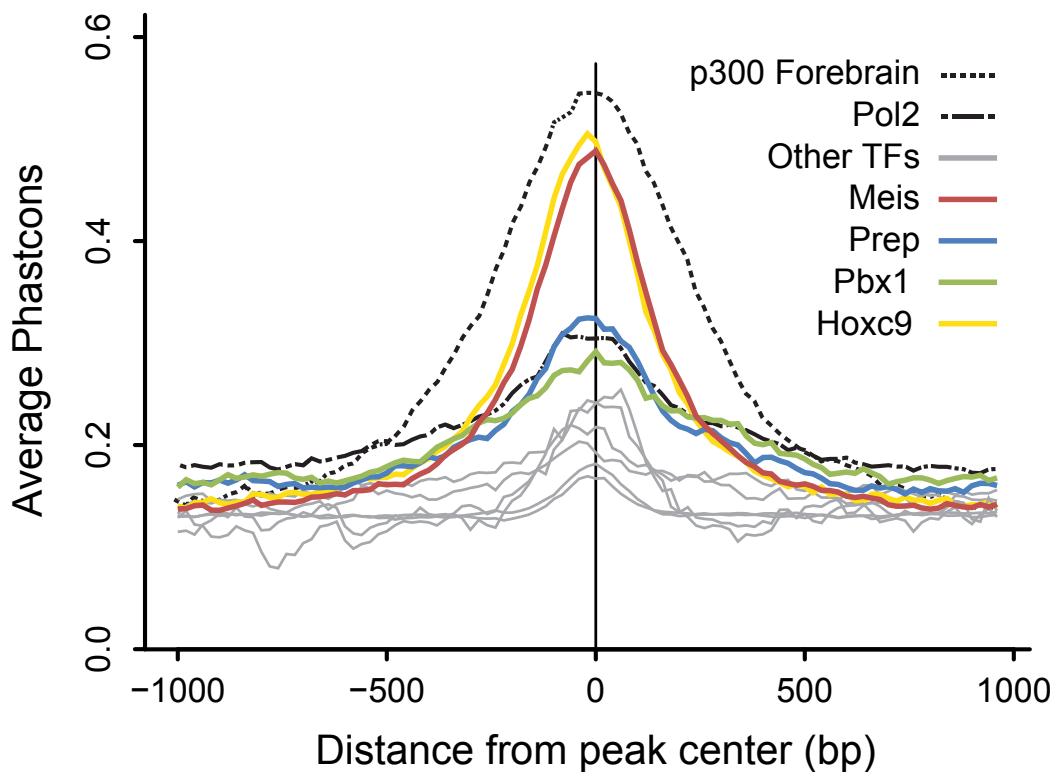 0.6
0.4
0.2
0.0
Average Phastcons
p300 Forebrain
Pol2
Other TFs
Meis
Prep
Pbx1
Hoxc9
−1000
−500
0
500
1000
Distance from peak center (bp)